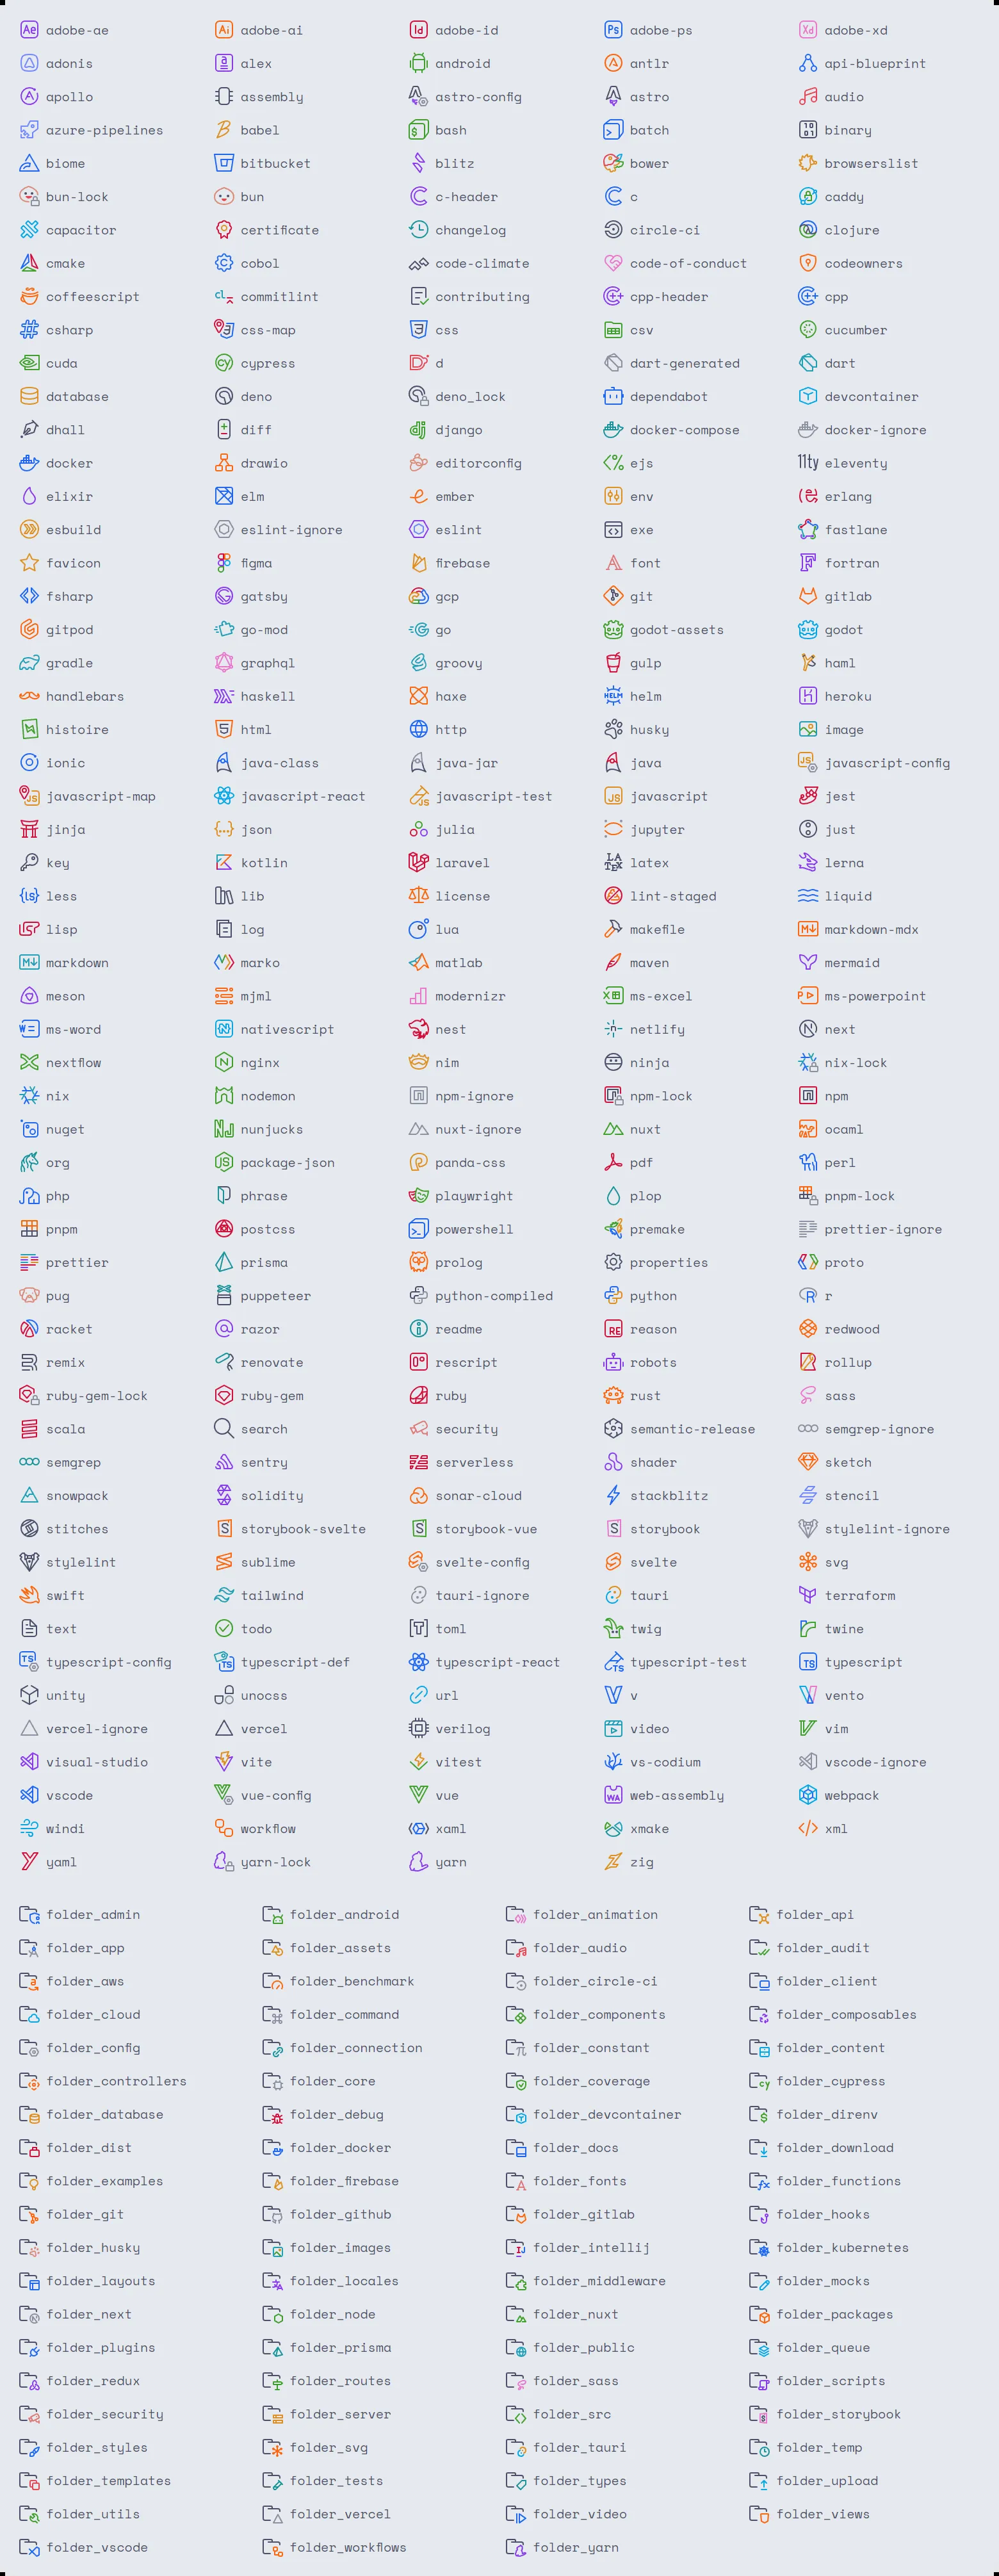 adobe-ae adobe-ai adobe-id adobe-ps adobe-xd
adonis alex android antlr api-blueprint
apollo assembly astro-config astro audio
azure-pipelines babel bash batch binary
biome bitbucket blitz bower browserslist
bun-lock bun c-header c caddy
capacitor certificate changelog circle-ci clojure
cmake cobol code-climate code-of-conduct codeowners
coffeescript commitlint contributing cpp-header cpp
csharp css-map css csv cucumber
cuda cypress d dart-generated dart
database deno deno_lock dependabot devcontainer
dhall diff django docker-compose docker-ignore
docker drawio editorconfig ejs eleventy
elixir elm ember env erlang
esbuild eslint-ignore eslint exe fastlane
favicon figma firebase font fortran
fsharp gatsby gcp git gitlab
gitpod go-mod go godot-assets godot
gradle graphql groovy gulp haml
handlebars haskell haxe helm heroku
histoire html http husky image
ionic java-class java-jar java javascript-config
javascript-map javascript-react javascript-test javascript jest
jinja json julia jupyter just
key kotlin laravel latex lerna
less lib license lint-staged liquid
lisp log lua makefile markdown-mdx
markdown marko matlab maven mermaid
meson mjml modernizr ms-excel ms-powerpoint
ms-word nativescript nest netlify next
nextflow nginx nim ninja nix-lock
nix nodemon npm-ignore npm-lock npm
nuget nunjucks nuxt-ignore nuxt ocaml
org package-json panda-css pdf perl
php phrase playwright plop pnpm-lock
pnpm postcss powershell premake prettier-ignore
prettier prisma prolog properties proto
pug puppeteer python-compiled python r
racket razor readme reason redwood
remix renovate rescript robots rollup
ruby-gem-lock ruby-gem ruby rust sass
scala search security semantic-release semgrep-ignore
semgrep sentry serverless shader sketch
snowpack solidity sonar-cloud stackblitz stencil
stitches storybook-svelte storybook-vue storybook stylelint-ignore
stylelint sublime svelte-config svelte svg
swift tailwind tauri-ignore tauri terraform
text todo toml twig twine
typescript-config typescript-def typescript-react typescript-test typescript
unity unocss url v vento
vercel-ignore vercel verilog video vim
visual-studio vite vitest vs-codium vscode-ignore
vscode vue-config vue web-assembly webpack
windi workflow xaml xmake xml
yaml yarn-lock yarn zig
folder_admin folder_android folder_animation folder_api
folder_app folder_assets folder_audio folder_audit
folder_aws folder_benchmark folder_circle-ci folder_client
folder_cloud folder_command folder_components folder_composables
folder_config folder_connection folder_constant folder_content
folder_controllers folder_core folder_coverage folder_cypress
folder_database folder_debug folder_devcontainer folder_direnv
folder_dist folder_docker folder_docs folder_download
folder_examples folder_firebase folder_fonts folder_functions
folder_git folder_github folder_gitlab folder_hooks
folder_husky folder_images folder_intellij folder_kubernetes
folder_layouts folder_locales folder_middleware folder_mocks
folder_next folder_node folder_nuxt folder_packages
folder_plugins folder_prisma folder_public folder_queue
folder_redux folder_routes folder_sass folder_scripts
folder_security folder_server folder_src folder_storybook
folder_styles folder_svg folder_tauri folder_temp
folder_templates folder_tests folder_types folder_upload
folder_utils folder_vercel folder_video folder_views
folder_vscode folder_workflows folder_yarn